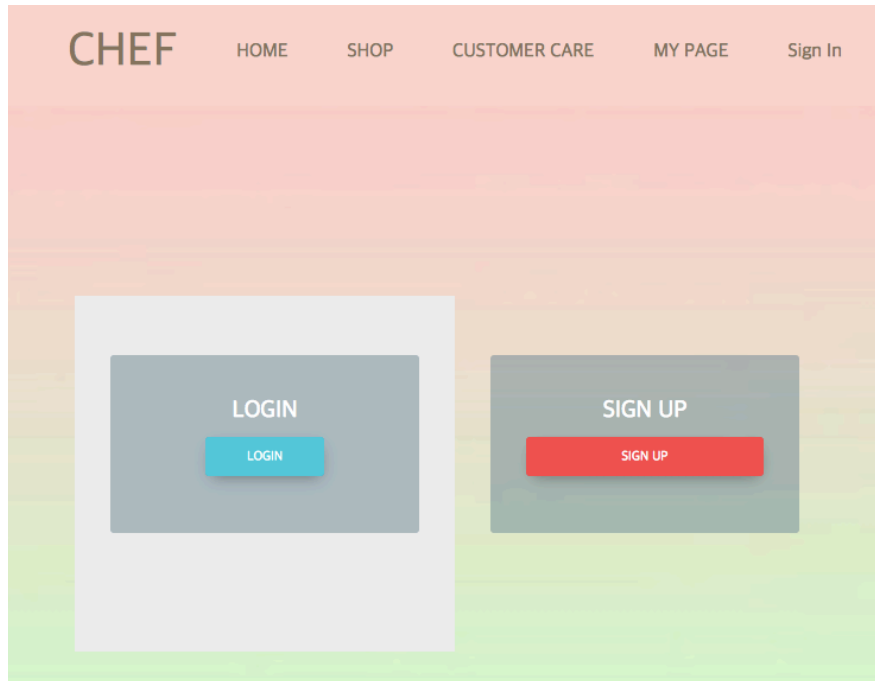 CHEF HOME SHOP CUSTOMER CARE MY PAGE Sign In
LOGIN
LOGIN
SIGN UP
SIGN UP